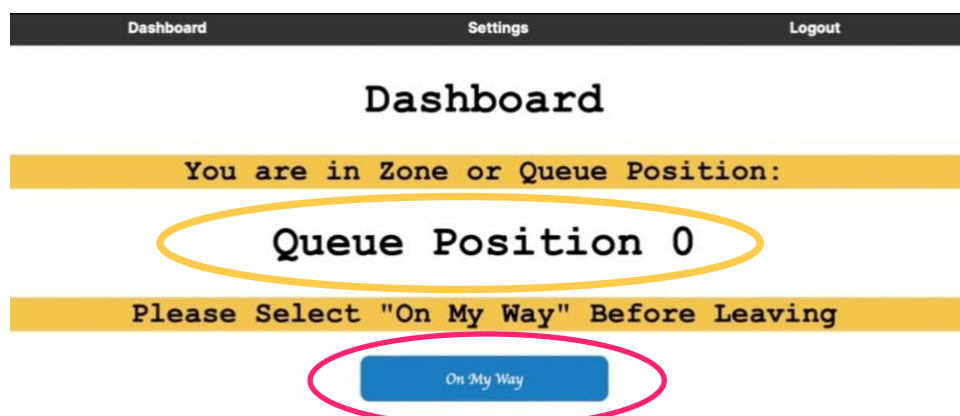 Dashboard Settings Logout
Dashboard
You are in Zone or Queue Position:
Queue Position 0
Please Select "On My Way" Before Leaving
On My Way